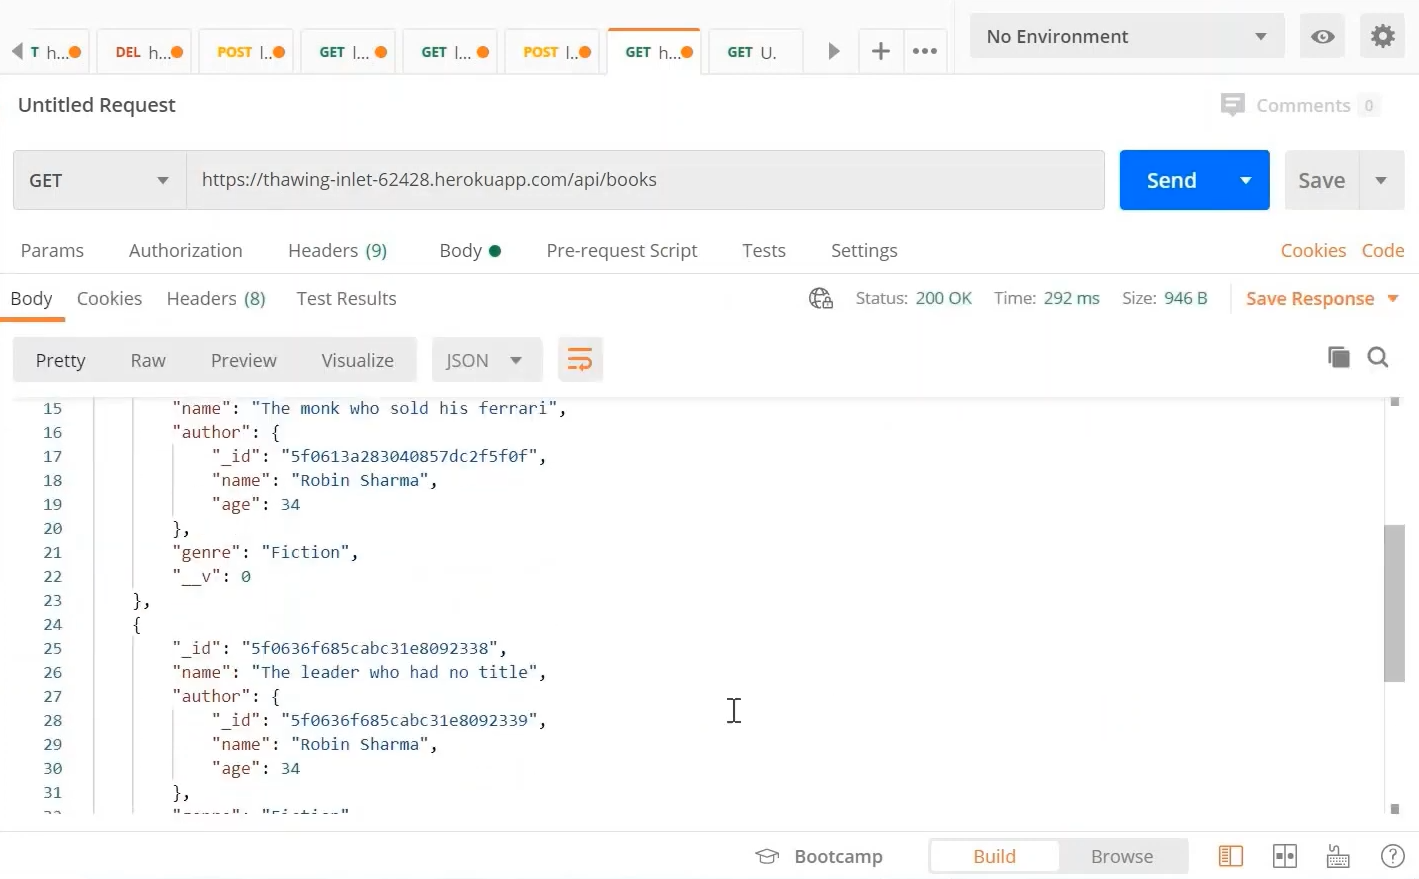 T h...
DEL h...
POST l..
GET l...
GET l...
POST l..
GET h...
GET U.
No Environment
Untitled Request
Comments 0
GET
https://thawing-inlet-62428.herokuapp.com/api/books
Send
Save
Params
Authorization
Headers (9)
Body
Pre-request Script
Tests
Settings
Cookies
Code
Body
Cookies
Headers (8)
Test Results
Status: 200 OK
Time: 292 ms
Size: 946 B
Save Response
Pretty
Raw
Preview
Visualize
JSON
15 "name": "The monk who sold his ferrari",
16 "author": {
17 "_id": "5f0613a283040857dc2f5f0f",
18 "name": "Robin Sharma",
19 "age": 34
20 },
21 "genre": "Fiction",
22 "__v": 0
23 },
24 {
25 "_id": "5f0636f685cabc31e8092338",
26 "name": "The leader who had no title",
27 "author": {
28 "_id": "5f0636f685cabc31e8092339",
29 "name": "Robin Sharma",
30 "age": 34
31 },
Bootcamp
Build
Browse